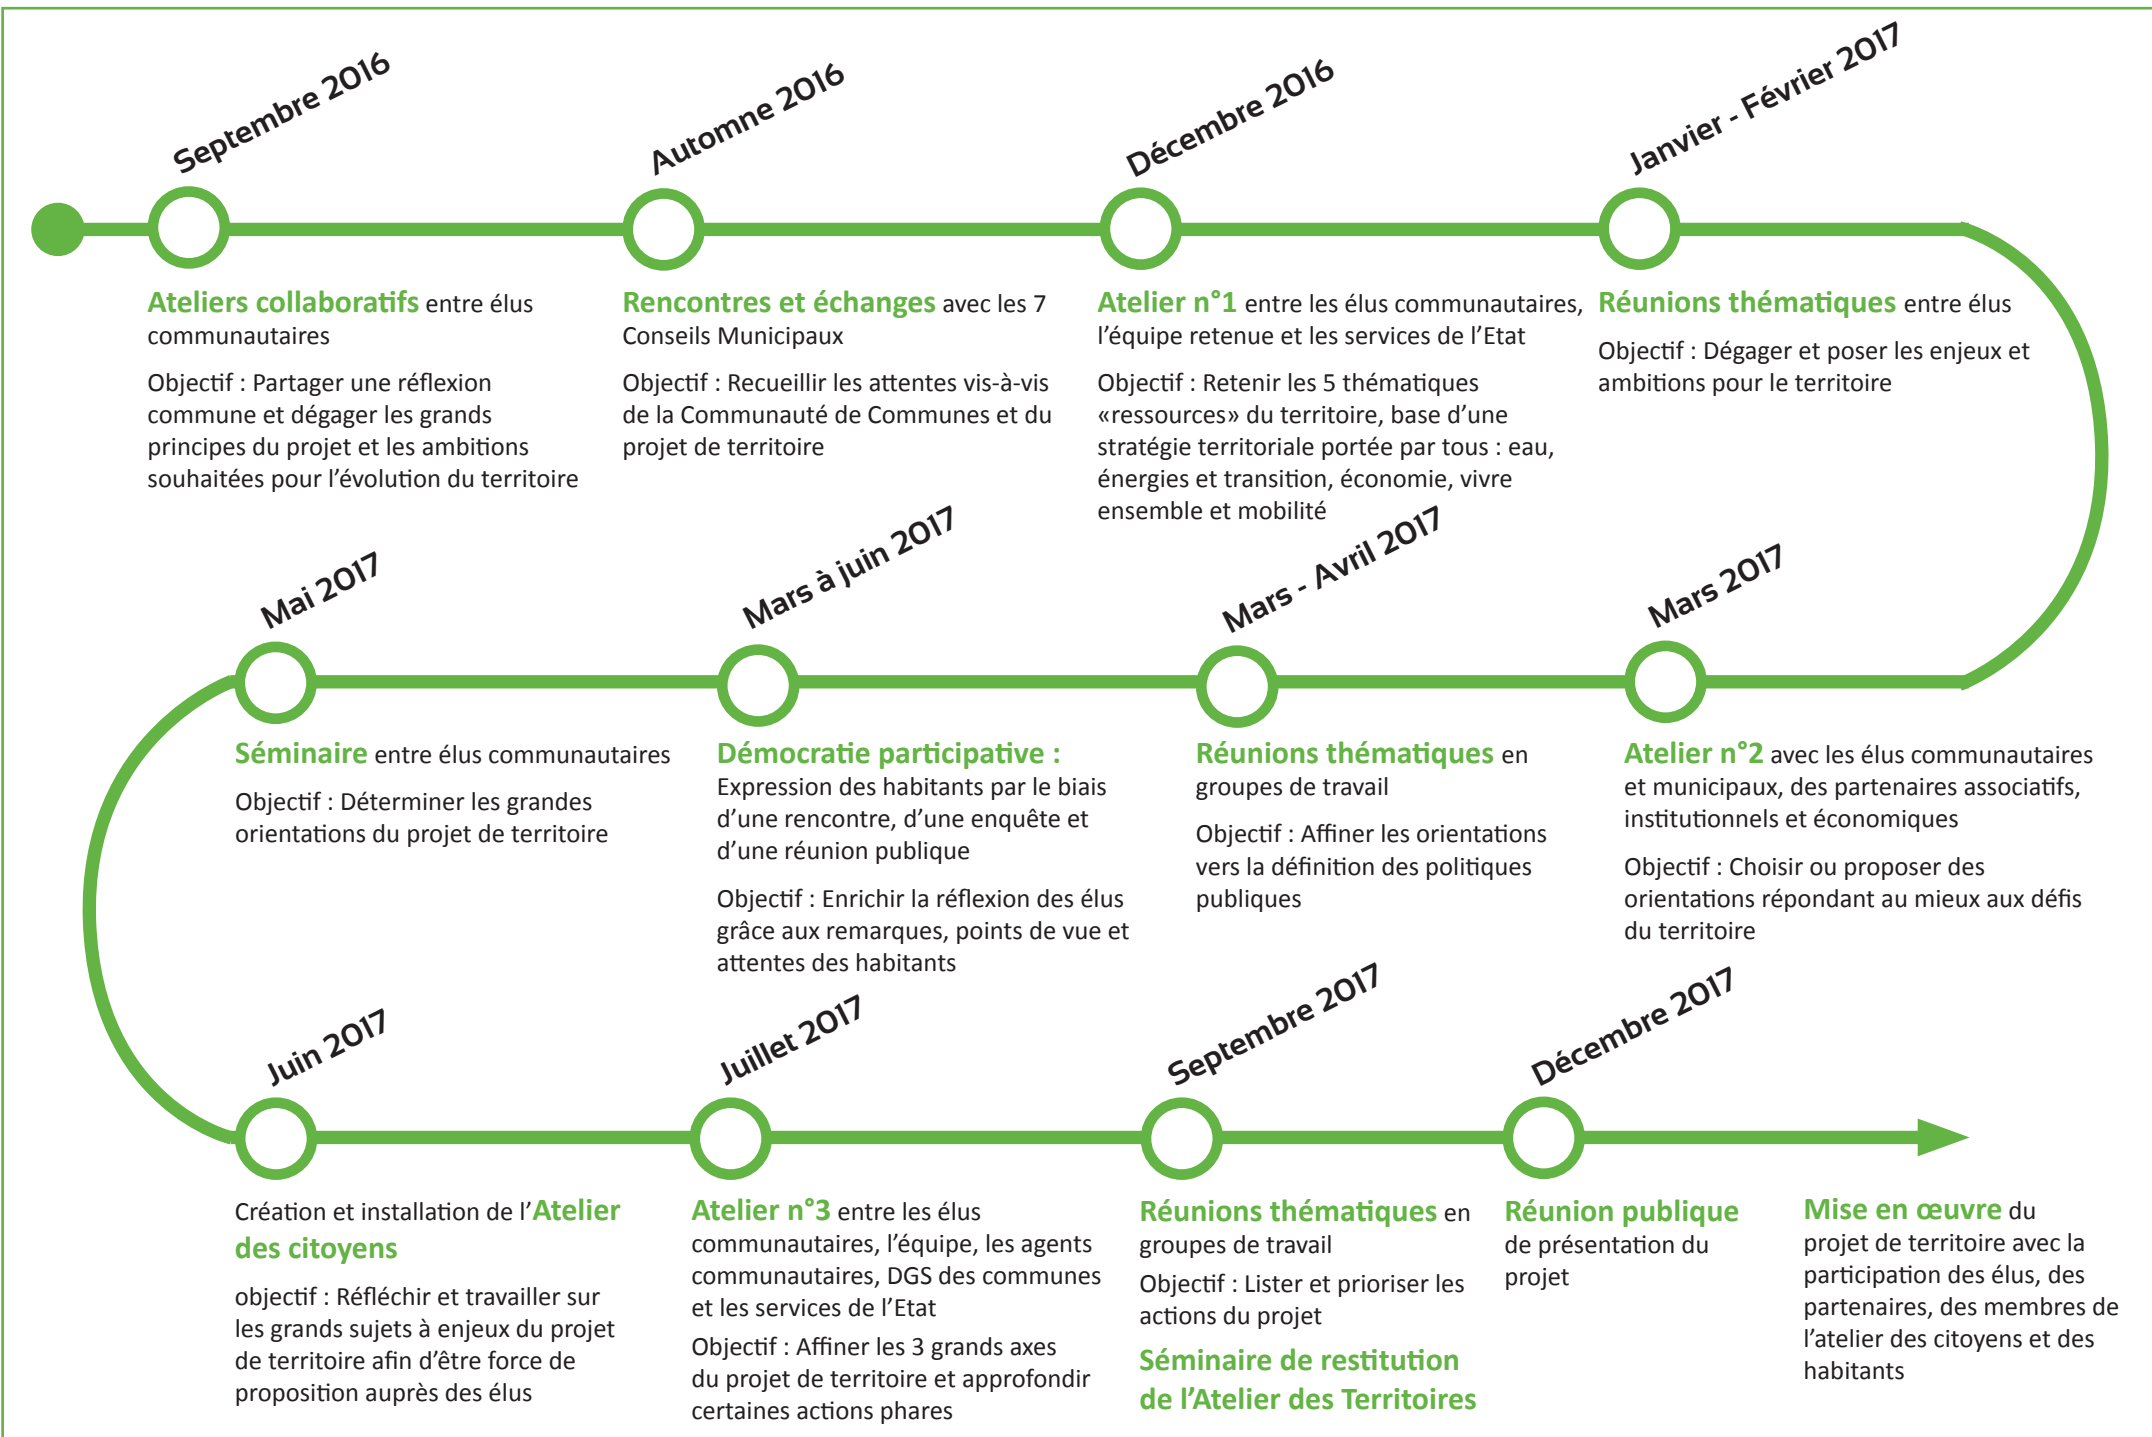 Septembre 2016
Ateliers collaboratifs entre élus
communautaires
Objectif : Partager une réflexion
commune et dégager les grands
principes du projet et les ambitions
souhaitées pour l’évolution du territoire
Automne 2016
Rencontres et échanges avec les 7
Conseils Municipaux
Objectif : Recueillir les attentes vis-à-vis
de la Communauté de Communes et du
projet de territoire
Décembre 2016
Atelier n°1 entre les élus communautaires,
l’équipe retenue et les services de l’Etat
Objectif : Retenir les 5 thématiques
«ressources» du territoire, base d’une
stratégie territoriale portée par tous : eau,
énergies et transition, économie, vivre
ensemble et mobilité
Janvier - Février 2017
Réunions thématiques entre élus
Objectif : Dégager et poser les enjeux et
ambitions pour le territoire
Mars 2017
Atelier n°2 avec les élus communautaires
et municipaux, des partenaires associatifs,
institutionnels et économiques
Objectif : Choisir ou proposer des
orientations répondant au mieux aux défis
du territoire
Mars - Avril 2017
Réunions thématiques en
groupes de travail
Objectif : Affiner les orientations
vers la définition des politiques
publiques
Mars à juin 2017
Démocratie participative :
Expression des habitants par le biais
d’une rencontre, d’une enquête et
d’une réunion publique
Objectif : Enrichir la réflexion des élus
grâce aux remarques, points de vue et
attentes des habitants
Mai 2017
Séminaire entre élus communautaires
Objectif : Déterminer les grandes
orientations du projet de territoire
Juin 2017
Création et installation de l’Atelier
des citoyens
objectif : Réfléchir et travailler sur
les grands sujets à enjeux du projet
de territoire afin d’être force de
proposition auprès des élus
Juillet 2017
Atelier n°3 entre les élus
communautaires, l’équipe, les agents
communautaires, DGS des communes
et les services de l’Etat
Objectif : Affiner les 3 grands axes
du projet de territoire et approfondir
certaines actions phares
Septembre 2017
Réunions thématiques en
groupes de travail
Objectif : Lister et prioriser les
actions du projet
Séminaire de restitution
de l’Atelier des Territoires
Décembre 2017
Réunion publique
de présentation du
projet
Mise en œuvre du
projet de territoire avec la
participation des élus, des
partenaires, des membres de
l’atelier des citoyens et des
habitants